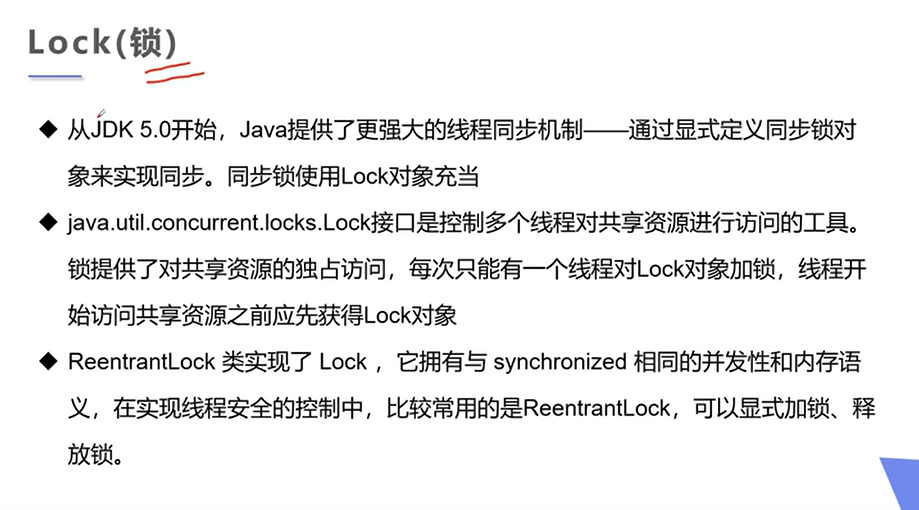 Lock(锁)
◆ 从JDK 5.0开始，Java提供了更强大的线程同步机制——通过显式定义同步锁对
象来实现同步。同步锁使用Lock对象充当
◆ java.util.concurrent.locks.Lock接口是控制多个线程对共享资源进行访问的工具。
锁提供了对共享资源的独占访问，每次只能有一个线程对Lock对象加锁，线程开
始访问共享资源之前应先获得Lock对象
◆ ReentrantLock 类实现了 Lock ，它拥有与 synchronized 相同的并发性和内存语
义，在实现线程安全的控制中，比较常用的是ReentrantLock，可以显式加锁、释
放锁。